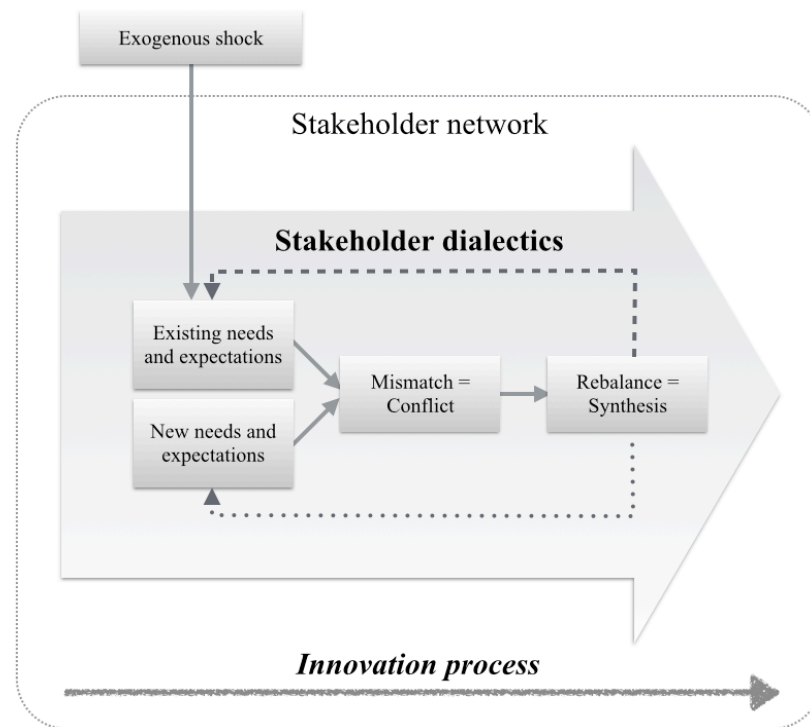 Exogenous shock
Stakeholder network
Stakeholder dialectics
Existing needs
and expectations
New needs and
expectations
Mismatch =
Conflict
Rebalance =
Synthesis
Innovation process